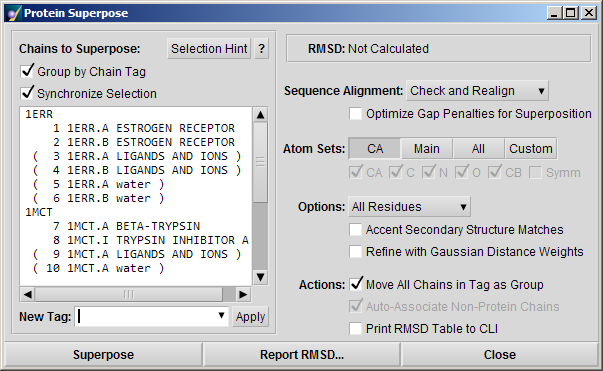 Protein Superpose
Chains to Superpose: Selection Hint ?
Group by Chain Tag
Synchronize Selection
1ERR
1 1ERR.A ESTROGEN RECEPTOR
2 1ERR.B ESTROGEN RECEPTOR
( 3 1ERR.A LIGANDS AND IONS )
( 4 1ERR.B LIGANDS AND IONS )
( 5 1ERR.A water )
( 6 1ERR.B water )
1MCT
7 1MCT.A BETA-TRYPSIN
8 1MCT.I TRYPSIN INHIBITOR A
( 9 1MCT.A LIGANDS AND IONS )
( 10 1MCT.A water )
New Tag: Apply
RMSD: Not Calculated
Sequence Alignment: Check and Realign
Optimize Gap Penalties for Superposition
Atom Sets: CA Main All Custom
CA C N O CB Symm
Options: All Residues
Accent Secondary Structure Matches
Refine with Gaussian Distance Weights
Actions: Move All Chains in Tag as Group
Auto-Associate Non-Protein Chains
Print RMSD Table to CLI
Superpose Report RMSD... Close